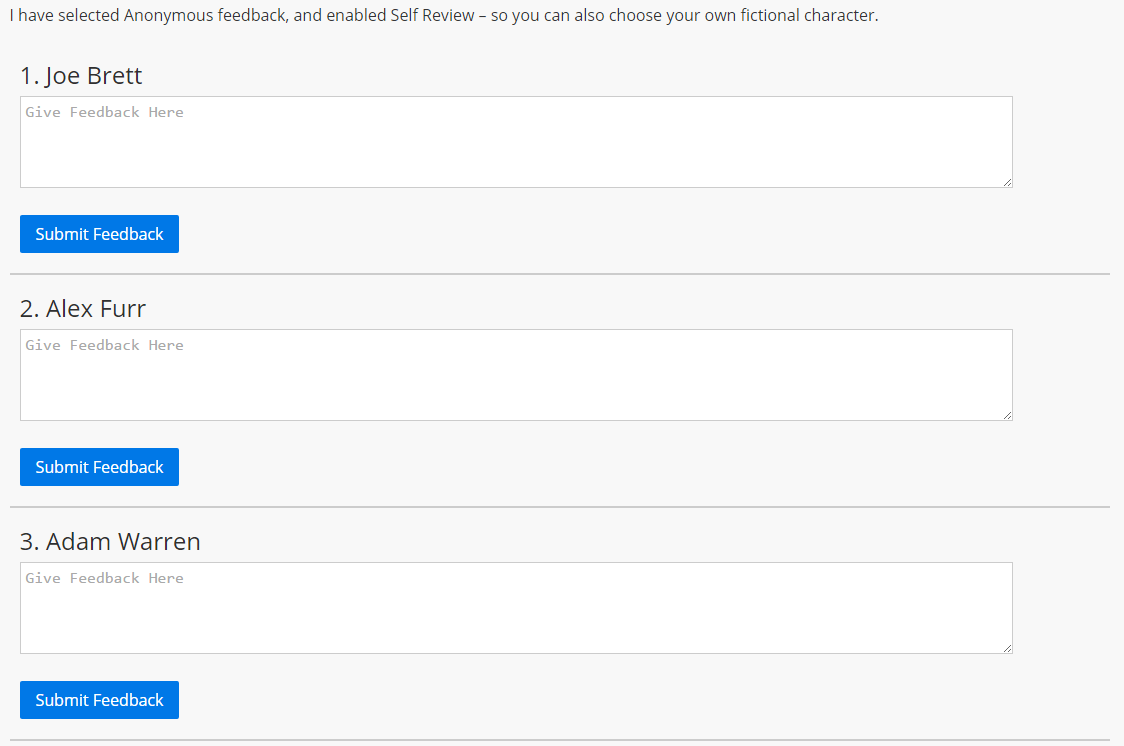 I have selected Anonymous feedback, and enabled Self Review – so you can also choose your own fictional character.
1. Joe Brett
Give Feedback Here
Submit Feedback
2. Alex Furr
Give Feedback Here
Submit Feedback
3. Adam Warren
Give Feedback Here
Submit Feedback